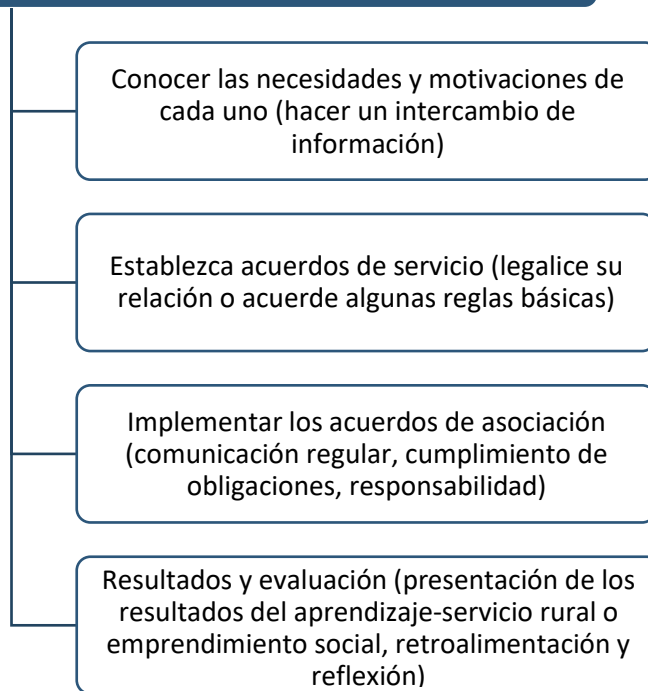 Conocer las necesidades y motivaciones de
cada uno (hacer un intercambio de
información)
Establezca acuerdos de servicio (legalice su
relación o acuerde algunas reglas básicas)
Implementar los acuerdos de asociación
(comunicación regular, cumplimiento de
obligaciones, responsabilidad)
Resultados y evaluación (presentación de los
resultados del aprendizaje-servicio rural o
emprendimiento social, retroalimentación y
reflexión)